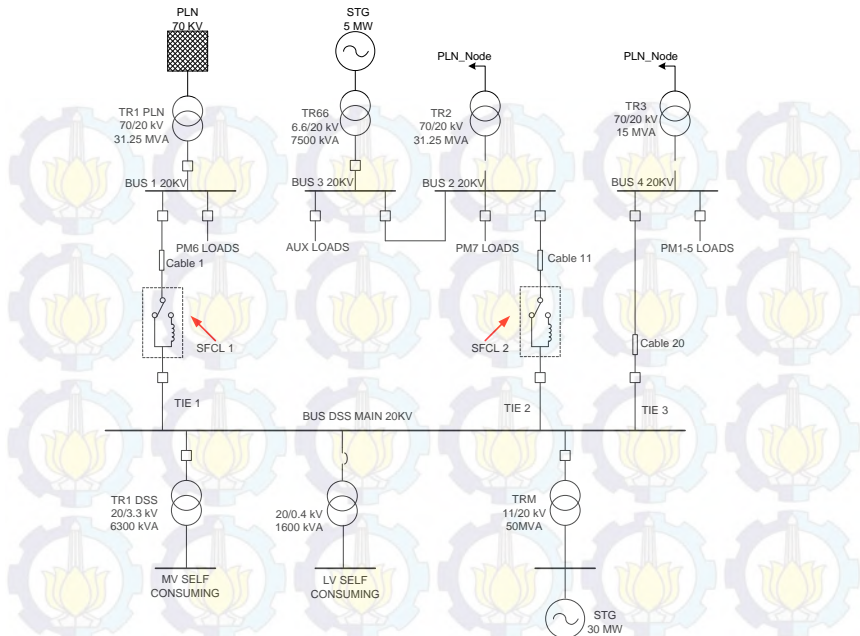 PLN
70 KV
STG
5 MW
PLN_Node
PLN_Node
TR1 PLN
70/20 kV
31.25 MVA
TR66
6.6/20 kV
7500 kVA
TR2
70/20 kV
31.25 MVA
TR3
70/20 kV
15 MVA
BUS 1 20KV
BUS 3 20KV
BUS 2 20KV
BUS 4 20KV
PM6 LOADS
AUX LOADS
PM7 LOADS
PM1-5 LOADS
Cable 1
Cable 11
SFCL 1
SFCL 2
Cable 20
TIE 1
TIE 2
TIE 3
BUS DSS MAIN 20KV
TR1 DSS
20/3.3 kV
6300 kVA
20/0.4 kV
1600 kVA
TRM
11/20 kV
50MVA
MV SELF
CONSUMING
LV SELF
CONSUMING
STG
30 MW